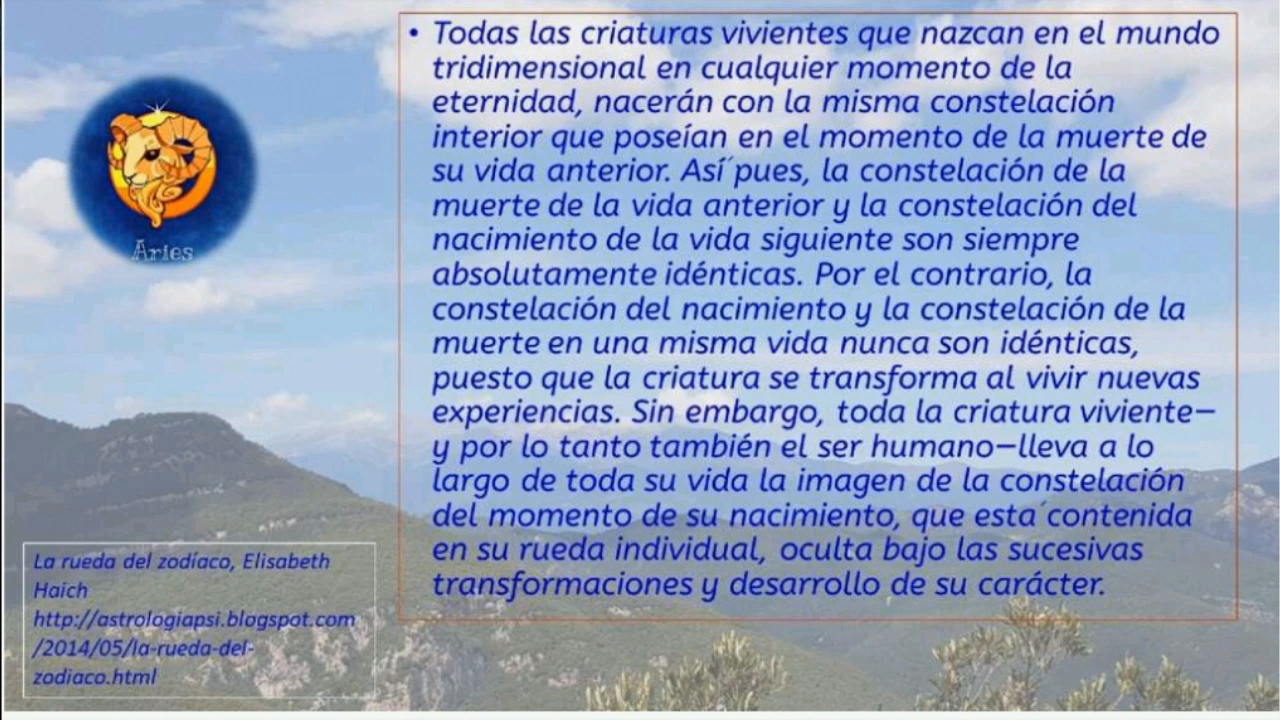 • Todas las criaturas vivientes que nazcan en el mundo
tridimensional en cualquier momento de la
eternidad, nacerán con la misma constelación
interior que poseían en el momento de la muerte de
su vida anterior. Así´pues, la constelación de la
muerte de la vida anterior y la constelación del
nacimiento de la vida siguiente son siempre
absolutamente idénticas. Por el contrario, la
constelación del nacimiento y la constelación de la
muerte en una misma vida nunca son idénticas,
puesto que la criatura se transforma al vivir nuevas
experiencias. Sin embargo, toda la criatura viviente—
y por lo tanto también el ser humano—lleva a lo
largo de toda su vida la imagen de la constelación
del momento de su nacimiento, que esta´contenida
en su rueda individual, oculta bajo las sucesivas
transformaciones y desarrollo de su carácter.
Aries
La rueda del zodíaco, Elisabeth
Haich
http://astrologiapsi.blogspot.com
/2014/05/la-rueda-del-
zodiaco.html